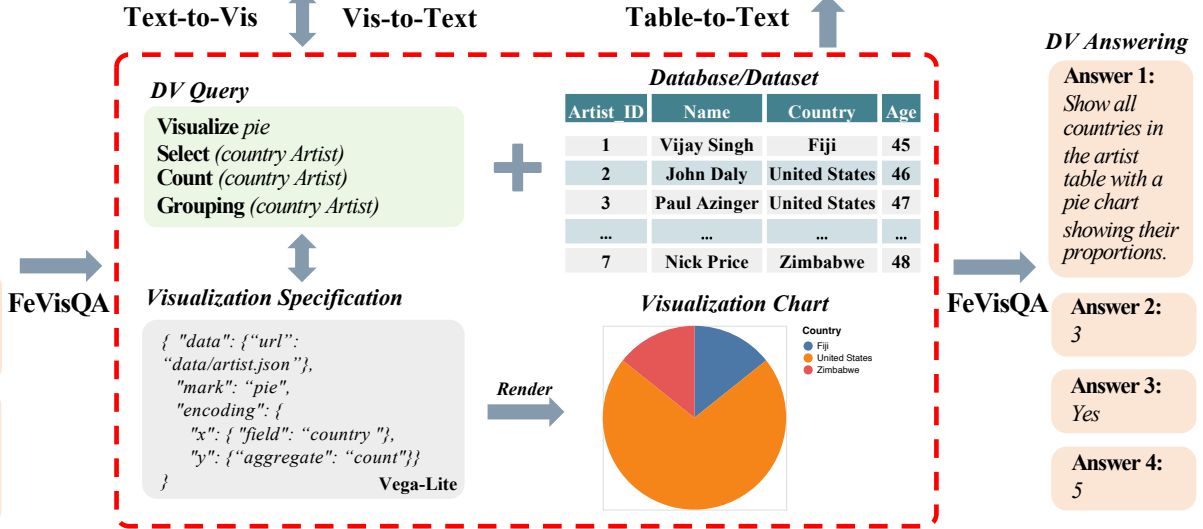 Text-to-Vis
Vis-to-Text
Table-to-Text
DV Query
Visualize pie
Select (country Artist)
Count (country Artist)
Grouping (country Artist)
Database/Dataset
Artist_ID Name Country Age
1 Vijay Singh Fiji 45
2 John Daly United States 46
3 Paul Azinger United States 47
... ... ... ...
7 Nick Price Zimbabwe 48
FeVisQA
Visualization Specification
{ "data": {“url”:
“data/artist.json”},
"mark": “pie",
"encoding": {
"x": { "field": “country "},
"y": {“aggregate": “count"}}
}
Vega-Lite
Render
Visualization Chart
Country
Fiji
United States
Zimbabwe
FeVisQA
DV Answering
Answer 1:
Show all
countries in
the artist
table with a
pie chart
showing their
proportions.
Answer 2:
3
Answer 3:
Yes
Answer 4:
5